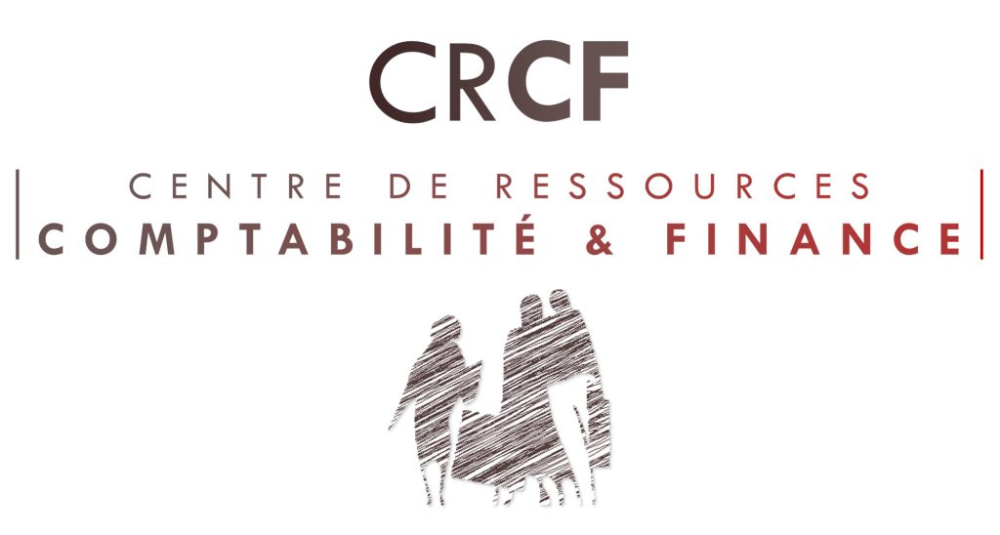 CRCF
CENTRE DE RESSOURCES
COMPTABILITÉ & FINANCE